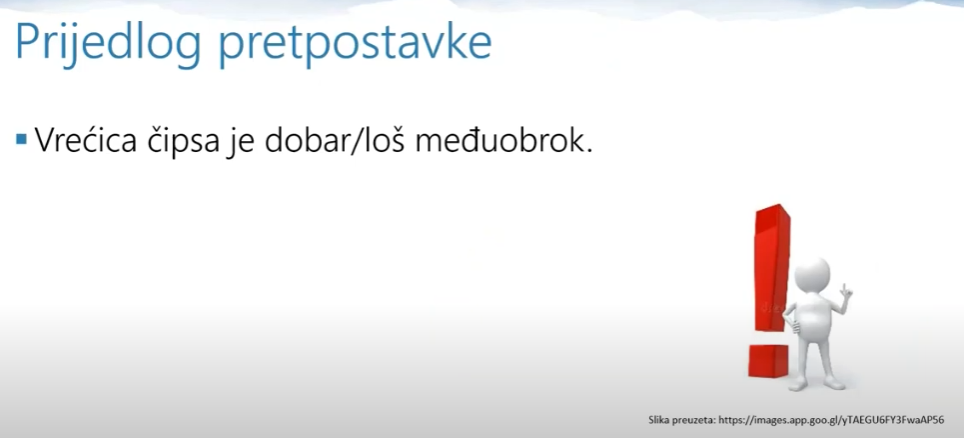 Prijedlog pretpostavke
▪ Vrećica čipsa je dobar/loš međuobrok.
Slika preuzeta: https://images.app.goo.gl/yTAEGU6FY3FwaAP56